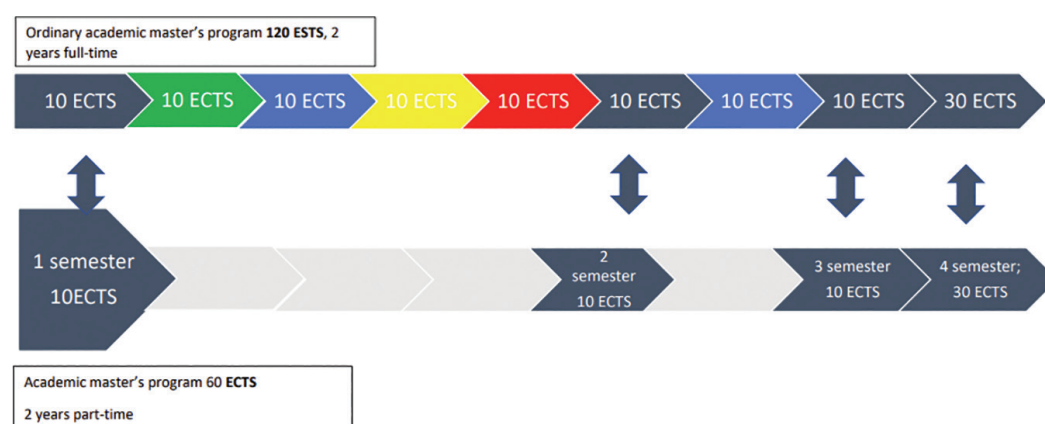 Ordinary academic master's program 120 ESTS, 2
years full-time
10 ECTS
10 ECTS
10 ECTS
10 ECTS
10 ECTS
10 ECTS
10 ECTS
10 ECTS
30 ECTS
1 semester
10ECTS
2
semester
10 ECTS
3 semester
10 ECTS
4 semester;
30 ECTS
Academic master's program 60 ECTS
2 years part-time